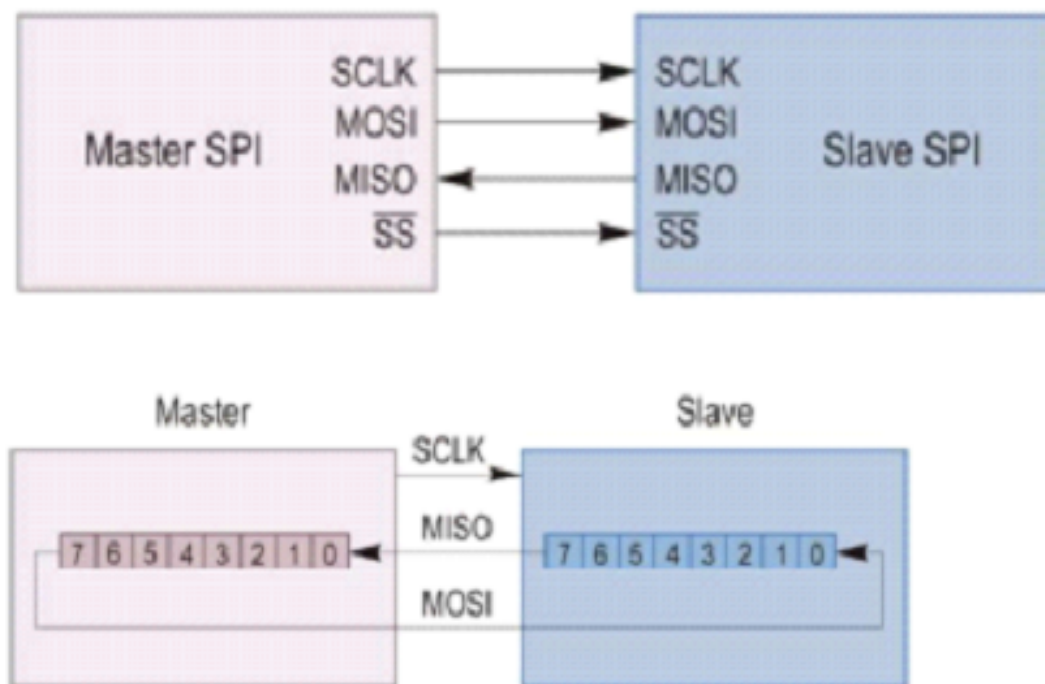 SCLK SCLK
MOSI MOSI
Master SPI Slave SPI
MISO MISO
SS SS
Master Slave
SCLK
MISO
7 6 5 4 3 2 1 0 7 6 5 4 3 2 1 0
MOSI